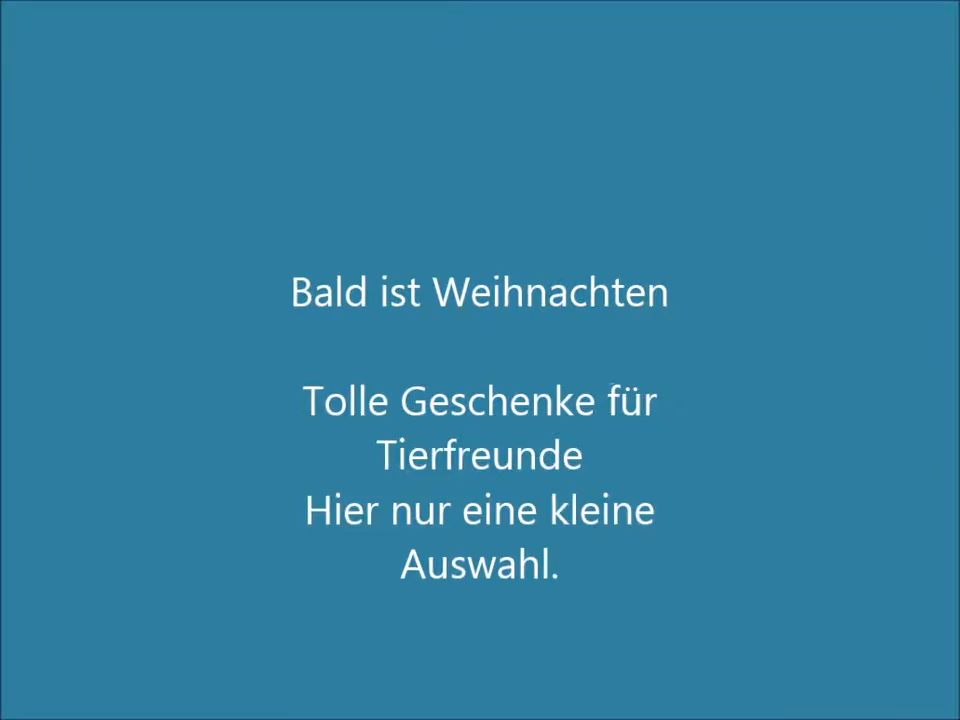 Bald ist Weihnachten
Tolle Geschenke für
Tierfreunde
Hier nur eine kleine
Auswahl.